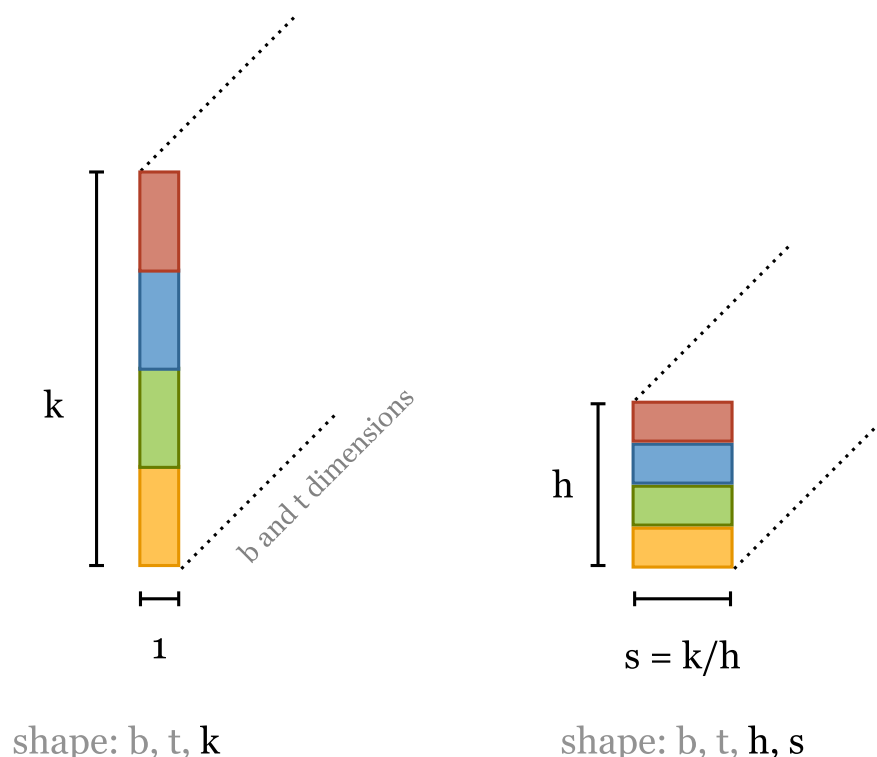 k
b and t dimensions
1
shape: b, t, k
h
s = k/h
shape: b, t, h, s